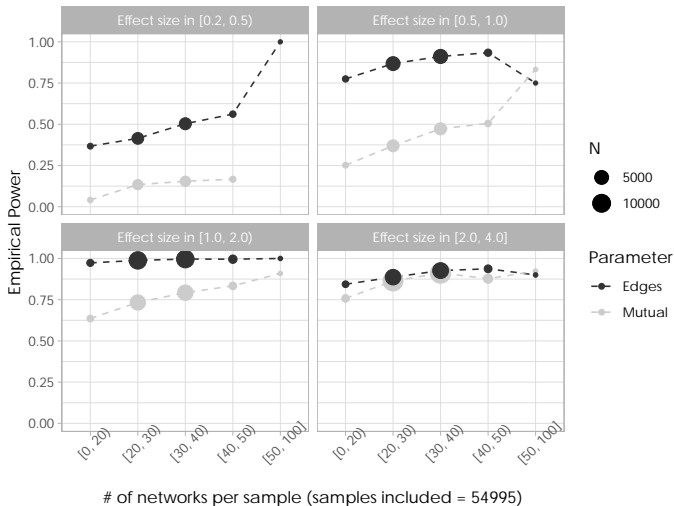 Effect size in [0.2, 0.5)
Effect size in [0.5, 1.0)
1.00
0.75
0.50
0.25
0.00
Effect size in [1.0, 2.0)
Effect size in [2.0, 4.0]
1.00
0.75
0.50
0.25
0.00
Empirical Power
[0, 20)
[20, 30)
[30, 40)
[40, 50)
[50, 100]
[0, 20)
[20, 30)
[30, 40)
[40, 50)
[50, 100]
# of networks per sample (samples included = 54995)
N
5000
10000
Parameter
Edges
Mutual